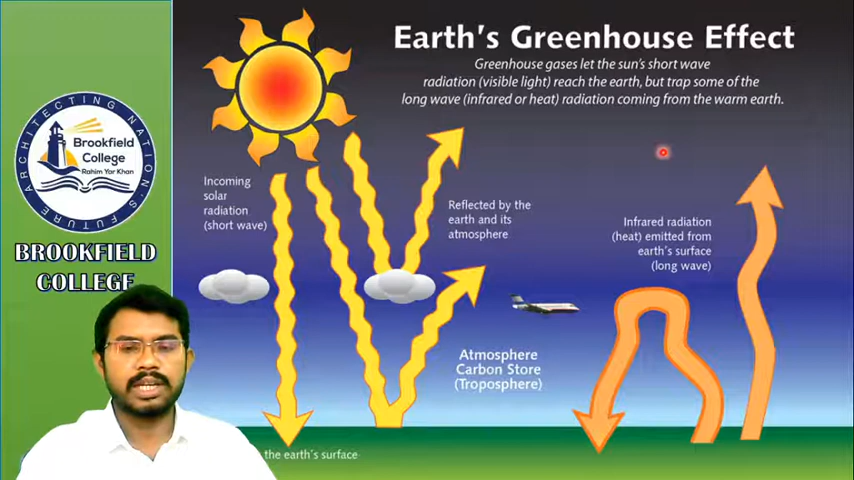 ARCHITECTING NATION'S FUTURE
Brookfield
College
Rahim Yar Khan
BROOKFIELD
COLLEGE
Earth's Greenhouse Effect
Greenhouse gases let the sun's short wave
radiation (visible light) reach the earth, but trap some of the
long wave (infrared or heat) radiation coming from the warm earth.
Incoming
solar
radiation
(short wave)
Reflected by the
earth and its
atmosphere
Infrared radiation
(heat) emitted from
earth's surface
(long wave)
Atmosphere
Carbon Store
(Troposphere)
the earth's surface